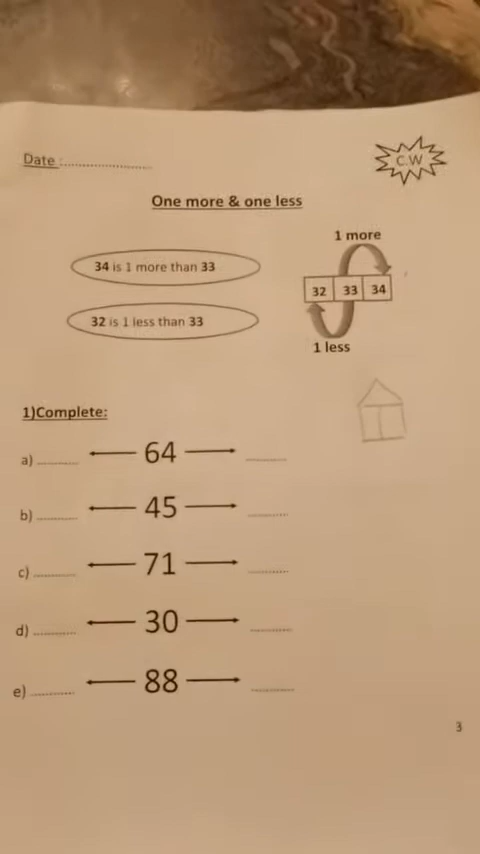 Date :......................
C.W
One more & one less
1 more
34 is 1 more than 33
32 33 34
32 is 1 less than 33
1 less
1)Complete:
a) .......... ← 64 → ..........
b) .......... ← 45 → ..........
c) .......... ← 71 → ..........
d) .......... ← 30 → ..........
e) .......... ← 88 → ..........
3